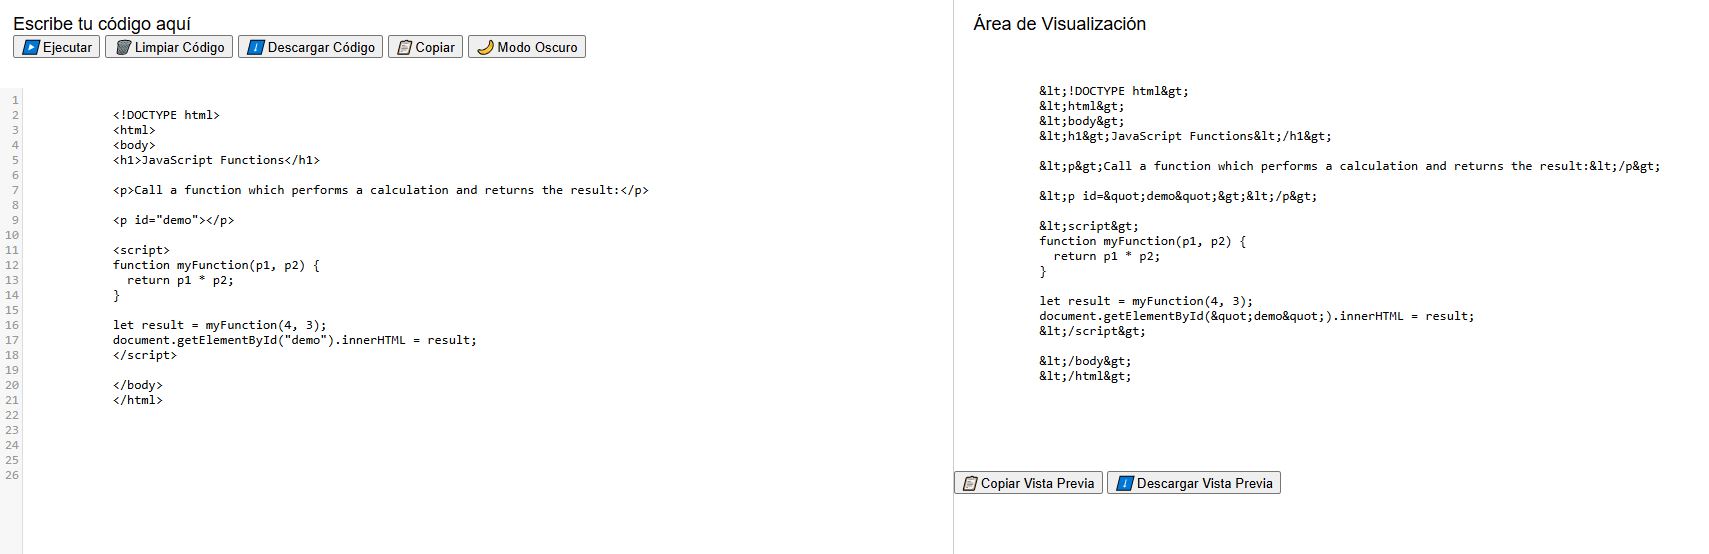 Escribe tu código aquí
Ejecutar Limpiar Código Descargar Código Copiar Modo Oscuro
1
2 <!DOCTYPE html>
3 <html>
4 <body>
5 <h1>JavaScript Functions</h1>
6
7 <p>Call a function which performs a calculation and returns the result:</p>
8
9 <p id="demo"></p>
10
11 <script>
12 function myFunction(p1, p2) {
13   return p1 * p2;
14 }
15
16 let result = myFunction(4, 3);
17 document.getElementById("demo").innerHTML = result;
18 </script>
19
20 </body>
21 </html>
22
23
24
25
26
Área de Visualización
&lt;!DOCTYPE html&gt;
&lt;html&gt;
&lt;body&gt;
&lt;h1&gt;JavaScript Functions&lt;/h1&gt;
&lt;p&gt;Call a function which performs a calculation and returns the result:&lt;/p&gt;
&lt;p id=&quot;demo&quot;&gt;&lt;/p&gt;
&lt;script&gt;
function myFunction(p1, p2) {
  return p1 * p2;
}
let result = myFunction(4, 3);
document.getElementById(&quot;demo&quot;).innerHTML = result;
&lt;/script&gt;
&lt;/body&gt;
&lt;/html&gt;
Copiar Vista Previa Descargar Vista Previa